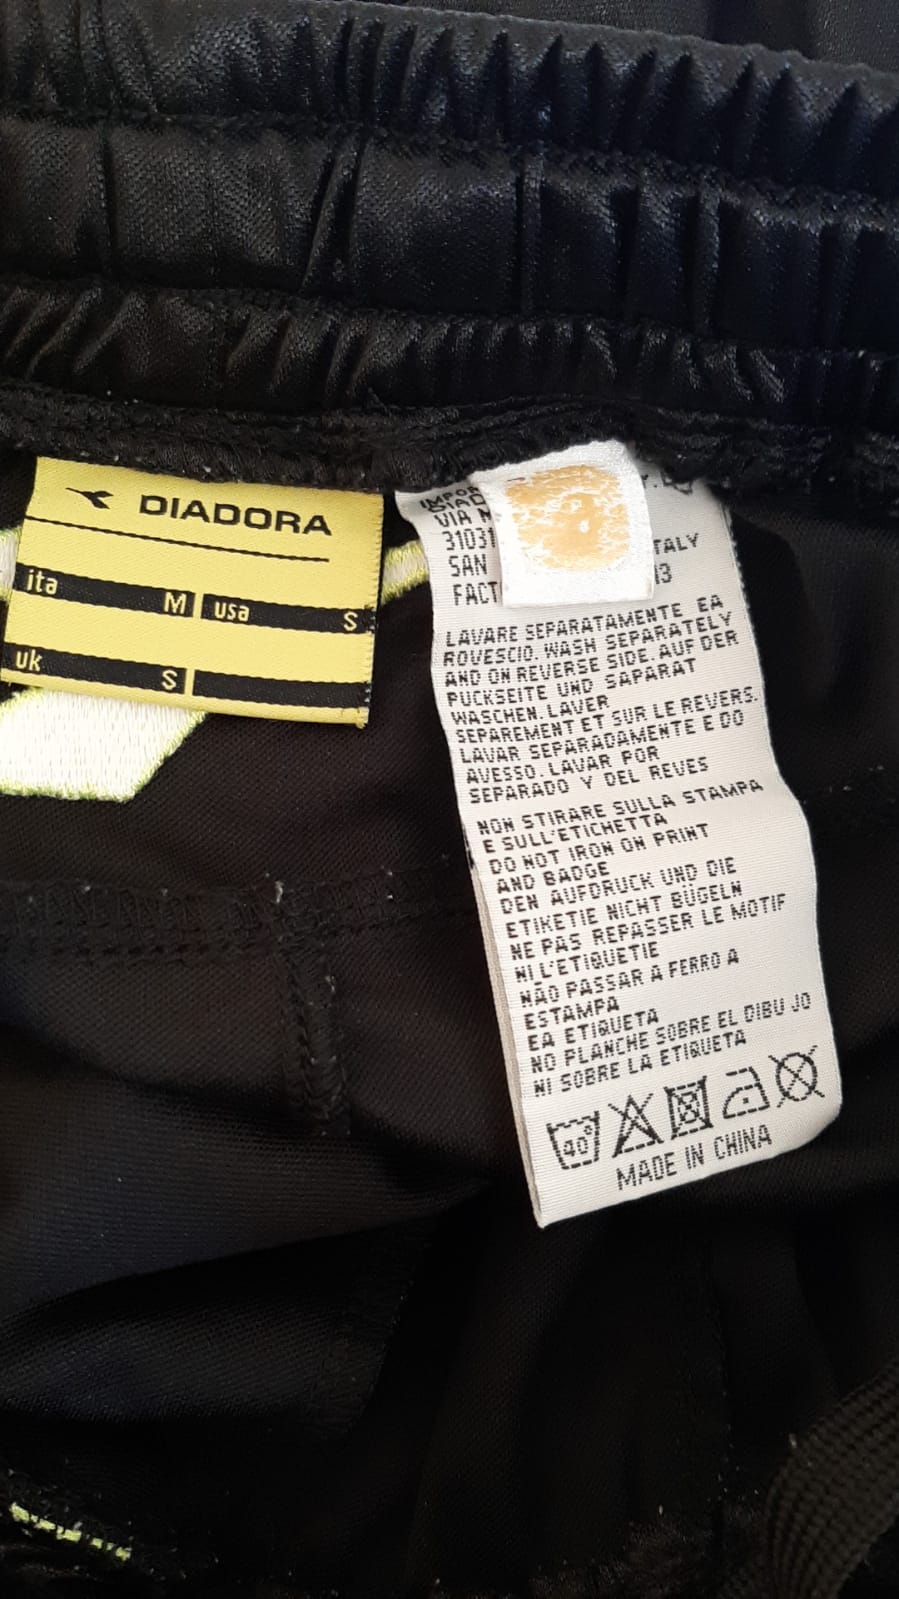 DIADORA
ita M usa S
uk S
VIA
31031 ITALY
SAN 13
LAVARE SEPARATAMENTE EA
ROVESCIO. WASH SEPARATELY
AND ON REVERSE SIDE. AUF DER
PUCKSEITE UND SAPARAT
WASCHEN. LAVER
SEPAREMENT ET SUR LE REVERS.
LAVAR SEPARADAMENTE E DO
AVESSO. LAVAR POR
SEPARADO Y DEL REVES
NON STIRARE SULLA STAMPA
E SULL'ETICHETTA
DO NOT IRON ON PRINT
AND BADGE
DEN AUFDRUCK UND DIE
ETIKETIE NICHT BÜGELN
NE PAS REPASSER LE MOTIF
NI L'ETIQUETIE
NÃO PASSAR A FERRO A
ESTAMPA
EA ETIQUETA
NO PLANCHE SOBRE EL DIBU JO
NI SOBRE LA ETIQUETA
40°
MADE IN CHINA